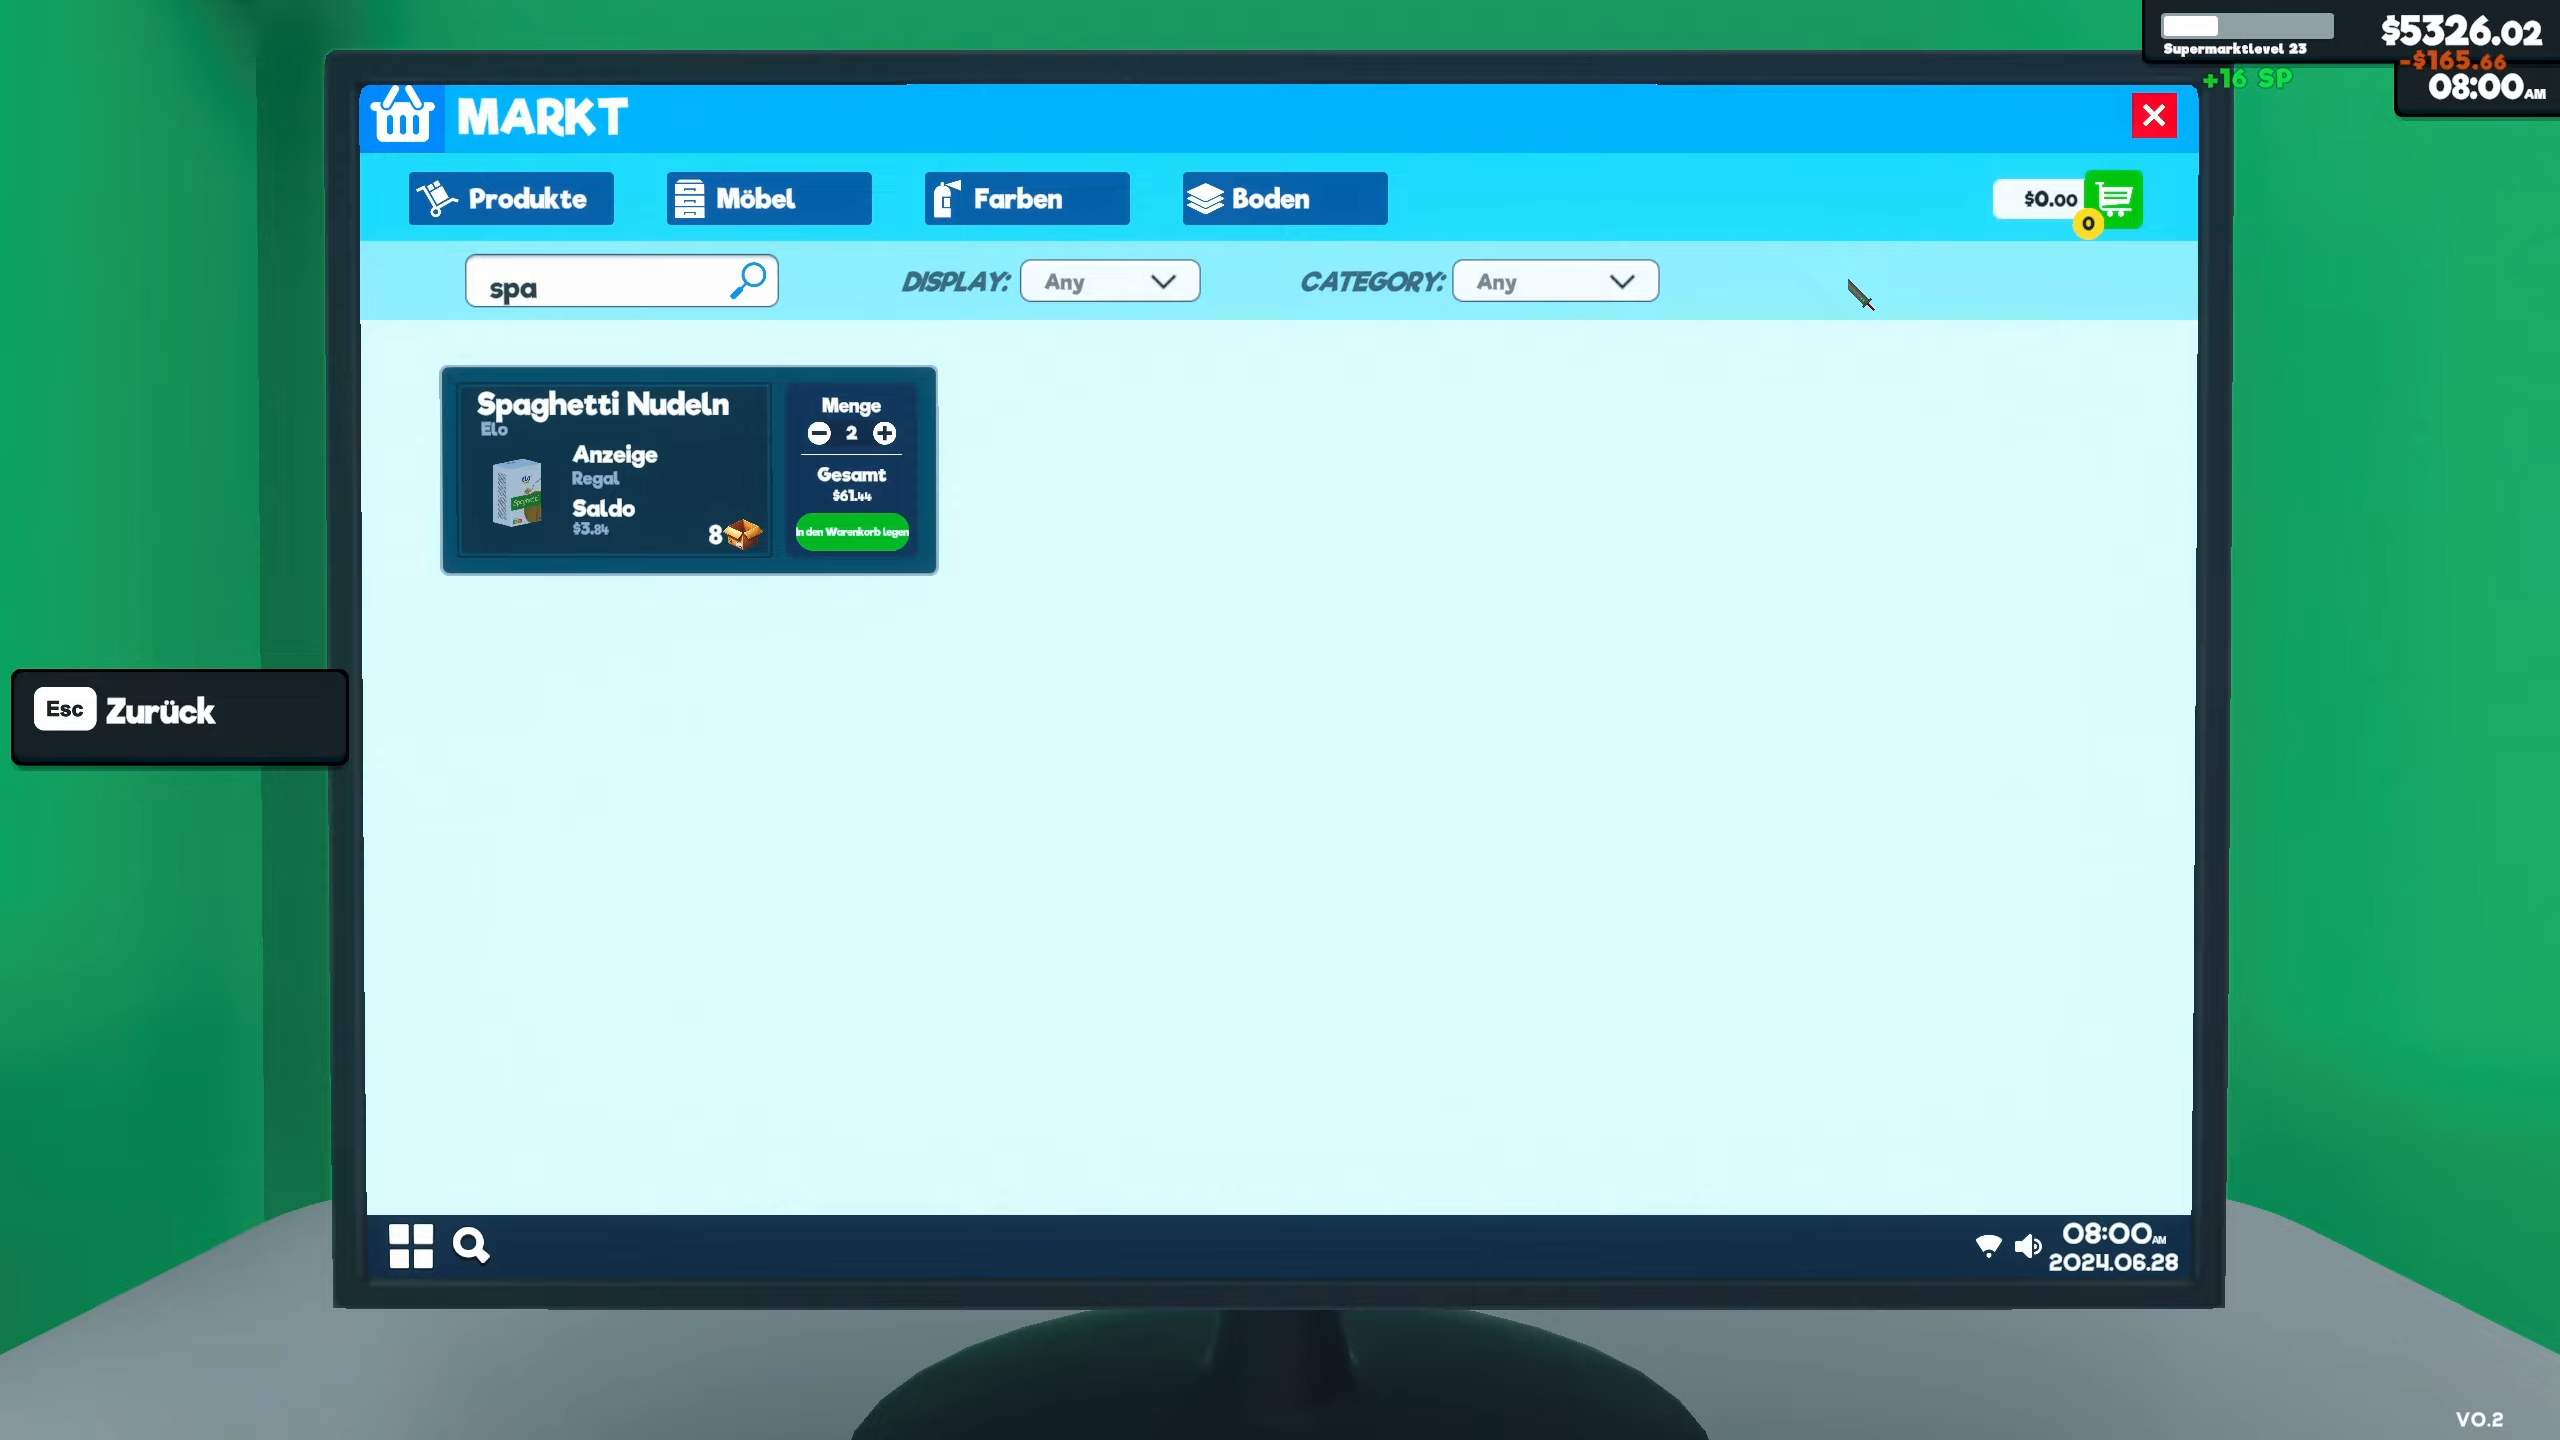 Supermarktlevel 23
$5326.02
-$165.66
+16 SP
08:00AM
MARKT
Produkte
Möbel
Farben
Boden
$0.00
0
spa
DISPLAY:
Any
CATEGORY:
Any
Spaghetti Nudeln
Elo
Anzeige
Regal
Saldo
$3.84
8
Menge
2
Gesamt
$61.44
In den Warenkorb legen
Esc Zurück
08:00AM
2024.06.28
V0.2